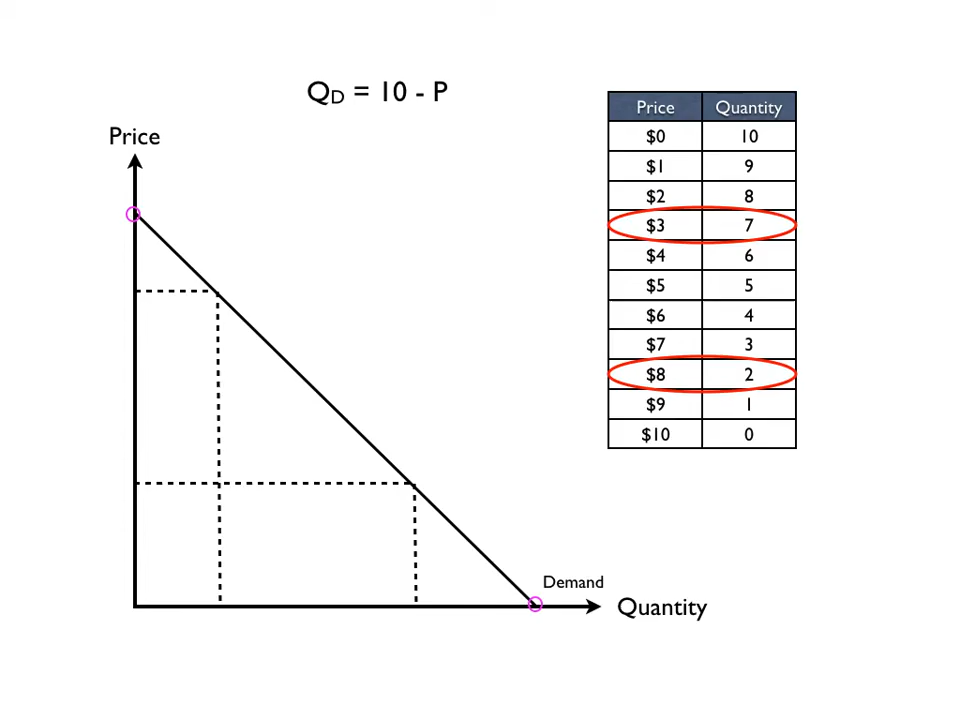 Q_D = 10 - P
Price
Price Quantity
$0 10
$1 9
$2 8
$3 7
$4 6
$5 5
$6 4
$7 3
$8 2
$9 1
$10 0
Demand
Quantity